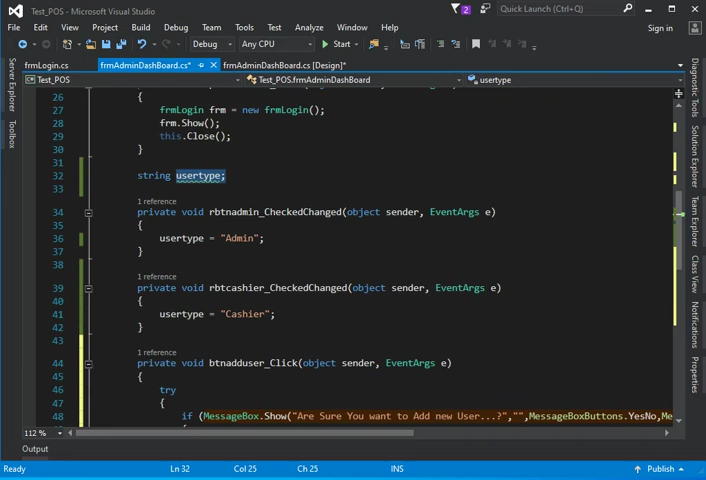 Test_POS - Microsoft Visual Studio
2
Quick Launch (Ctrl+Q)
File Edit View Project Build Debug Team Tools Test Analyze Window Help
Sign in
Debug Any CPU Start
frmLogin.cs frmAdminDashBoard.cs* frmAdminDashBoard.cs [Design]*
Test_POS Test_POS.frmAdminDashBoard usertype
26 {
27 frmLogin frm = new frmLogin();
28 frm.Show();
29 this.Close();
30 }
31
32 string usertype;
33
1 reference
34 private void rbtnadmin_CheckedChanged(object sender, EventArgs e)
35 {
36 usertype = "Admin";
37 }
38
1 reference
39 private void rbtcashier_CheckedChanged(object sender, EventArgs e)
40 {
41 usertype = "Cashier";
42 }
43
1 reference
44 private void btnadduser_Click(object sender, EventArgs e)
45 {
46 try
47 {
48 if (MessageBox.Show("Are Sure You want to Add new User...?","",MessageBoxButtons.YesNo,Me
112 %
Output
Ready Ln 32 Col 25 Ch 25 INS Publish
Server Explorer
Toolbox
Diagnostic Tools
Solution Explorer
Team Explorer
Class View
Notifications
Properties